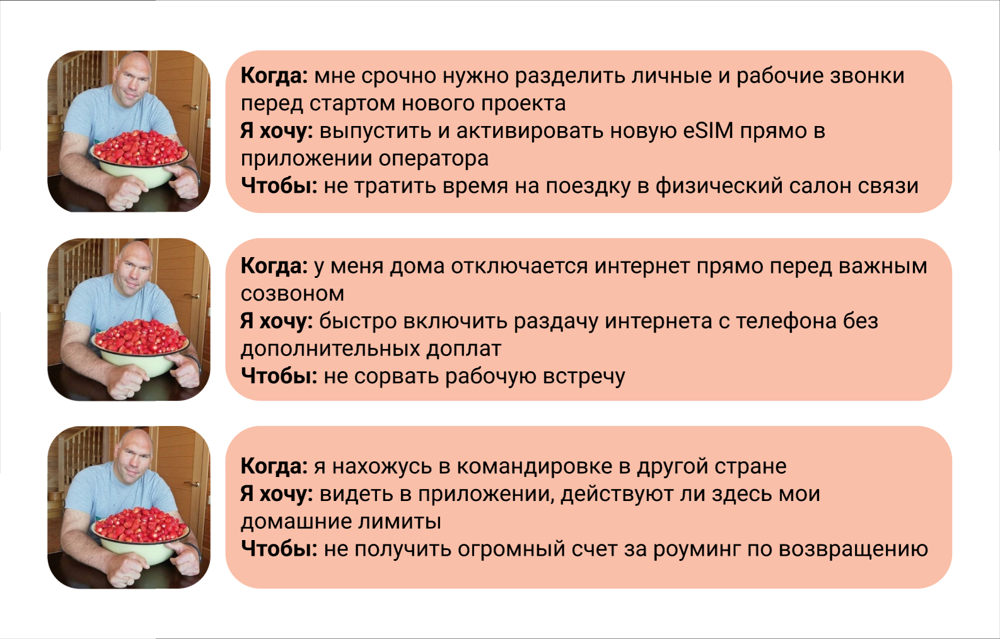 Когда: мне срочно нужно разделить личные и рабочие звонки
перед стартом нового проекта
Я хочу: выпустить и активировать новую eSIM прямо в
приложении оператора
Чтобы: не тратить время на поездку в физический салон связи
Когда: у меня дома отключается интернет прямо перед важным
созвоном
Я хочу: быстро включить раздачу интернета с телефона без
дополнительных доплат
Чтобы: не сорвать рабочую встречу
Когда: я нахожусь в командировке в другой стране
Я хочу: видеть в приложении, действуют ли здесь мои
домашние лимиты
Чтобы: не получить огромный счет за роуминг по возвращению